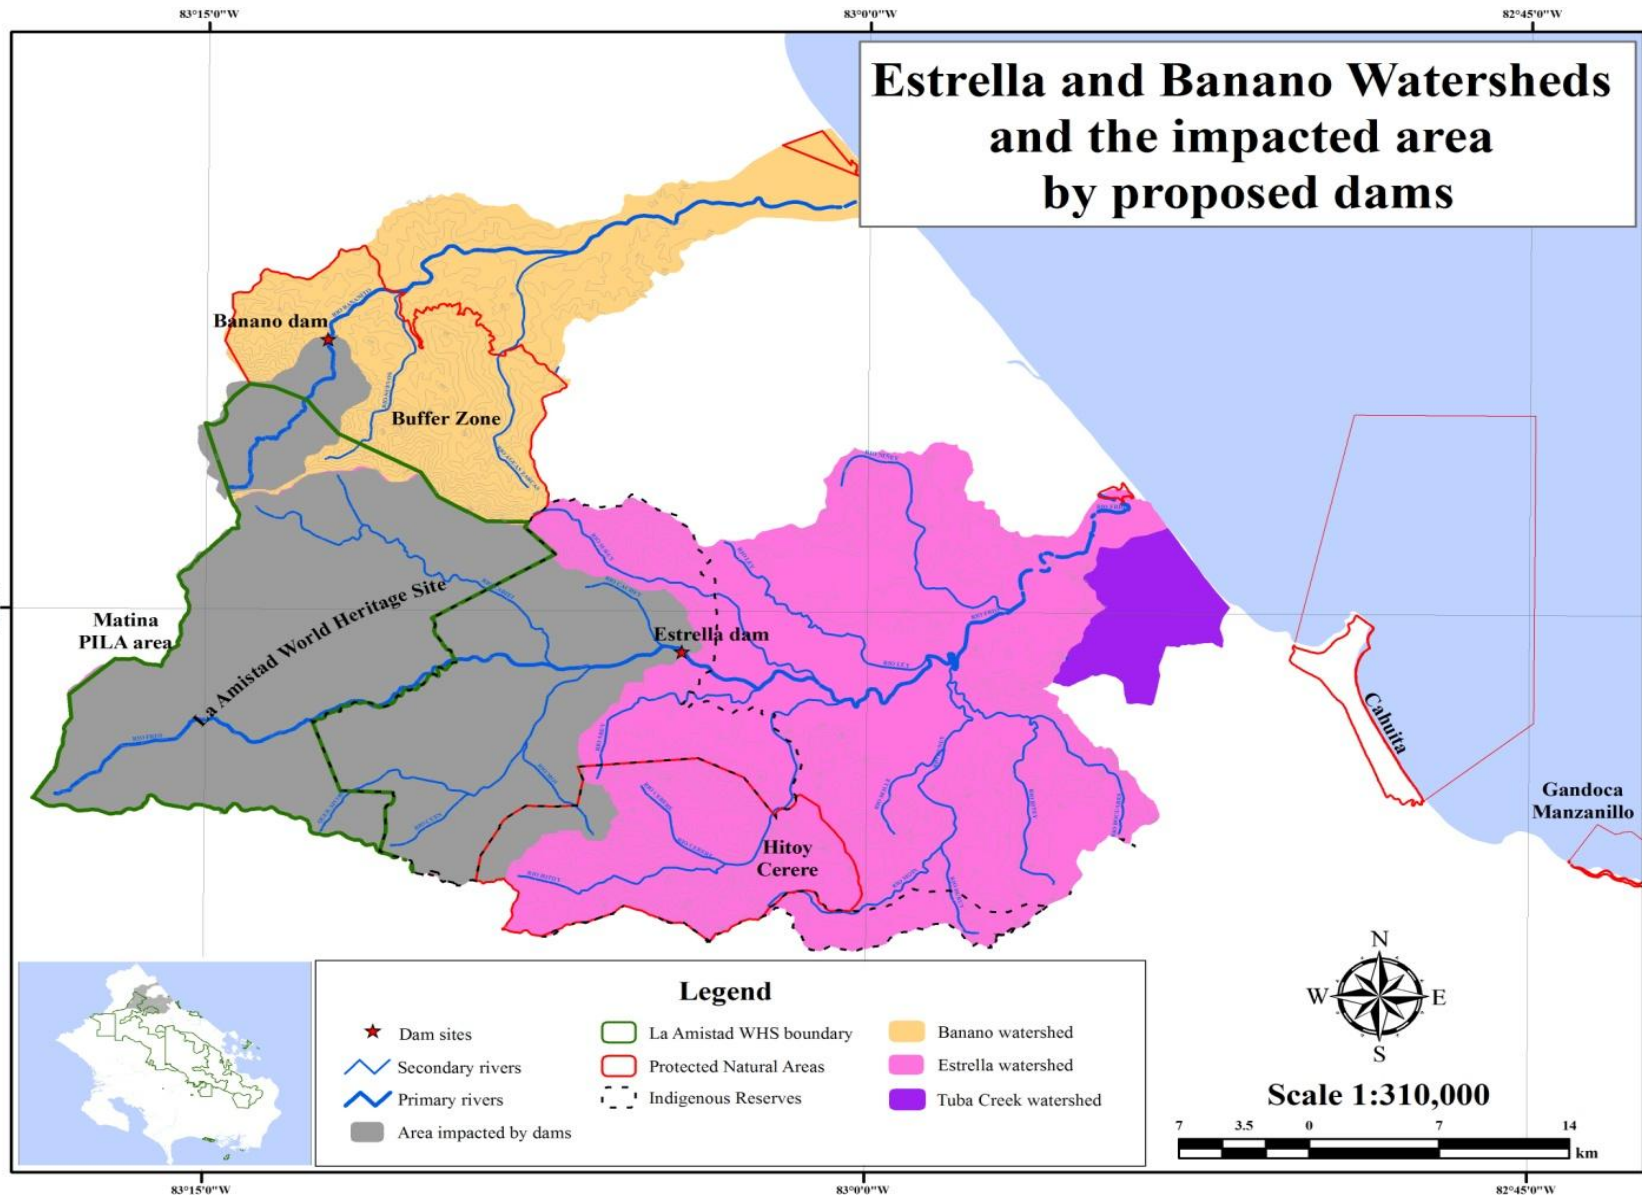 83°15'0"W
83°0'0"W
82°45'0"W
Estrella and Banano Watersheds
and the impacted area
by proposed dams
Banano dam
Buffer Zone
Matina
PILA area
La Amistad World Heritage Site
Estrella dam
Cahuita
Gandoca
Manzanillo
Hitoy
Cerere
Legend
Dam sites
Secondary rivers
Primary rivers
Area impacted by dams
La Amistad WHS boundary
Protected Natural Areas
Indigenous Reserves
Banano watershed
Estrella watershed
Tuba Creek watershed
N
W
E
S
Scale 1:310,000
7 3.5 0 7 14
km
83°15'0"W
83°0'0"W
82°45'0"W